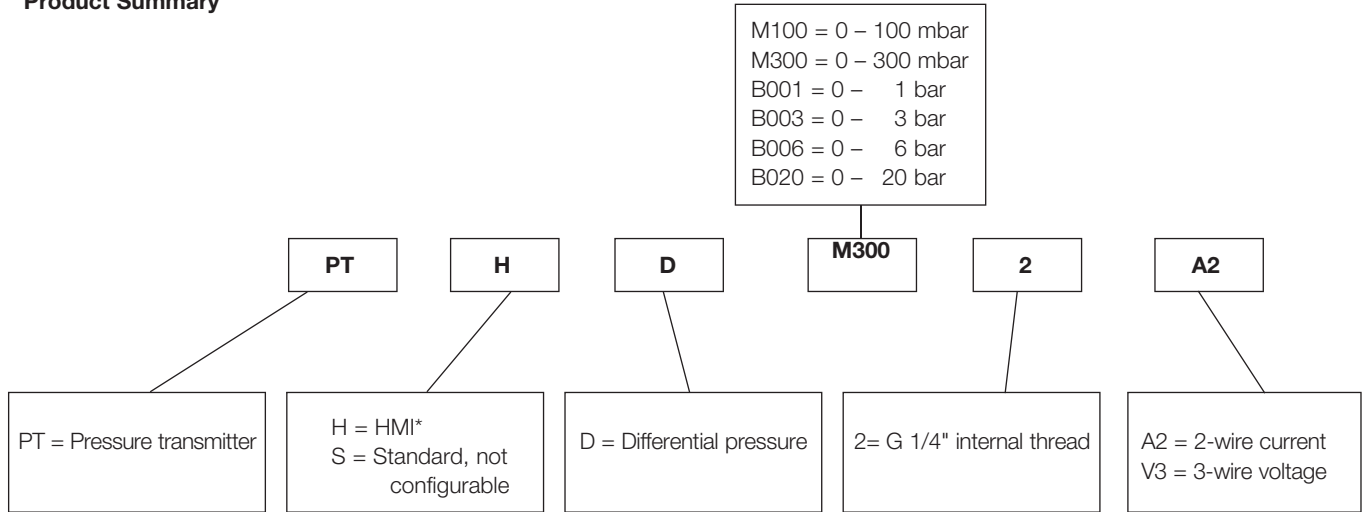 Product Summary
M100 = 0 – 100 mbar
M300 = 0 – 300 mbar
B001 = 0 – 1 bar
B003 = 0 – 3 bar
B006 = 0 – 6 bar
B020 = 0 – 20 bar
PT H D M300 2 A2
PT = Pressure transmitter
H = HMI*
S = Standard, not
configurable
D = Differential pressure
2= G 1/4" internal thread
A2 = 2-wire current
V3 = 3-wire voltage